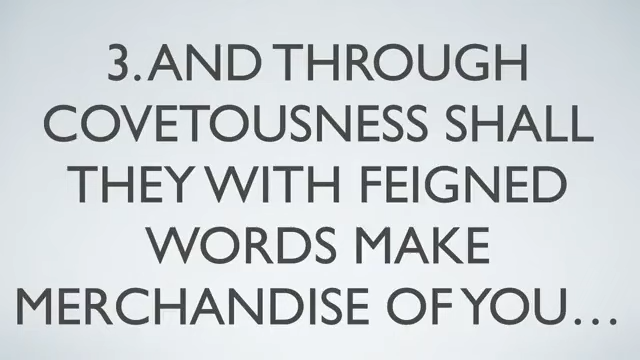 3. AND THROUGH
COVETOUSNESS SHALL
THEY WITH FEIGNED
WORDS MAKE
MERCHANDISE OF YOU…